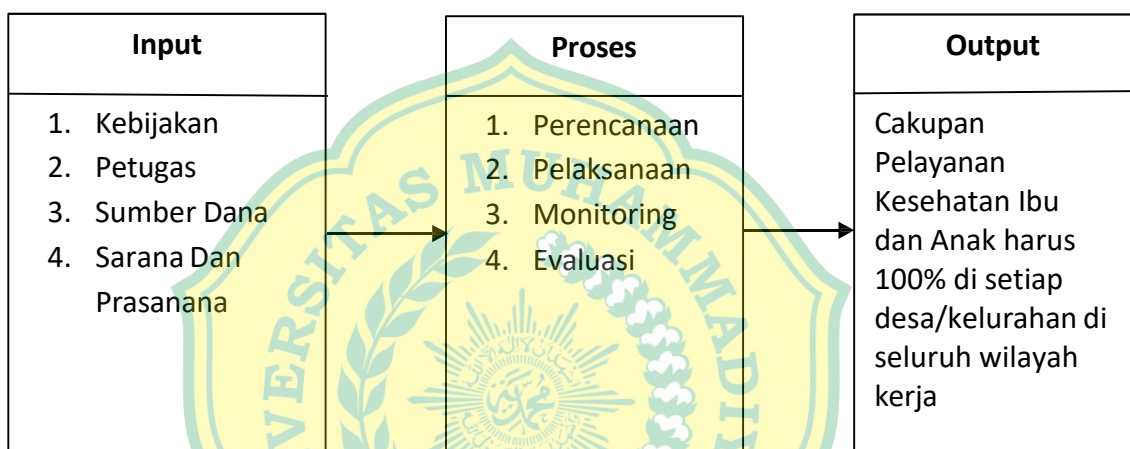 Input
1. Kebijakan
2. Petugas
3. Sumber Dana
4. Sarana Dan
Prasanana
Proses
1. Perencanaan
2. Pelaksanaan
3. Monitoring
4. Evaluasi
Output
Cakupan
Pelayanan
Kesehatan Ibu
dan Anak harus
100% di setiap
desa/kelurahan di
seluruh wilayah
kerja
VERSITAS MUHAMMADI